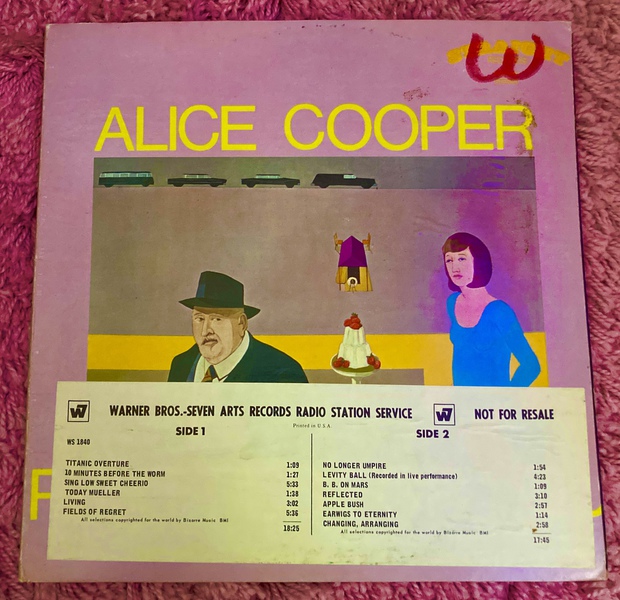 W
ALICE COOPER
W7 WARNER BROS.-SEVEN ARTS RECORDS RADIO STATION SERVICE W7 NOT FOR RESALE
Printed in U.S.A.
WS 1840
SIDE 1
TITANIC OVERTURE 1:09
10 MINUTES BEFORE THE WORM 1:27
SING LOW SWEET CHEERIO 5:33
TODAY MUELLER 1:38
LIVING 3:02
FIELDS OF REGRET 5:36
All selections copyrighted for the world by Bizarre Music BMI
18:25
SIDE 2
NO LONGER UMPIRE 1:54
LEVITY BALL (Recorded in live performance) 4:23
B. B. ON MARS 1:09
REFLECTED 3:10
APPLE BUSH 2:57
EARWIGS TO ETERNITY 1:14
CHANGING, ARRANGING 2:58
All selections copyrighted for the world by Bizarre Music BMI
17:45